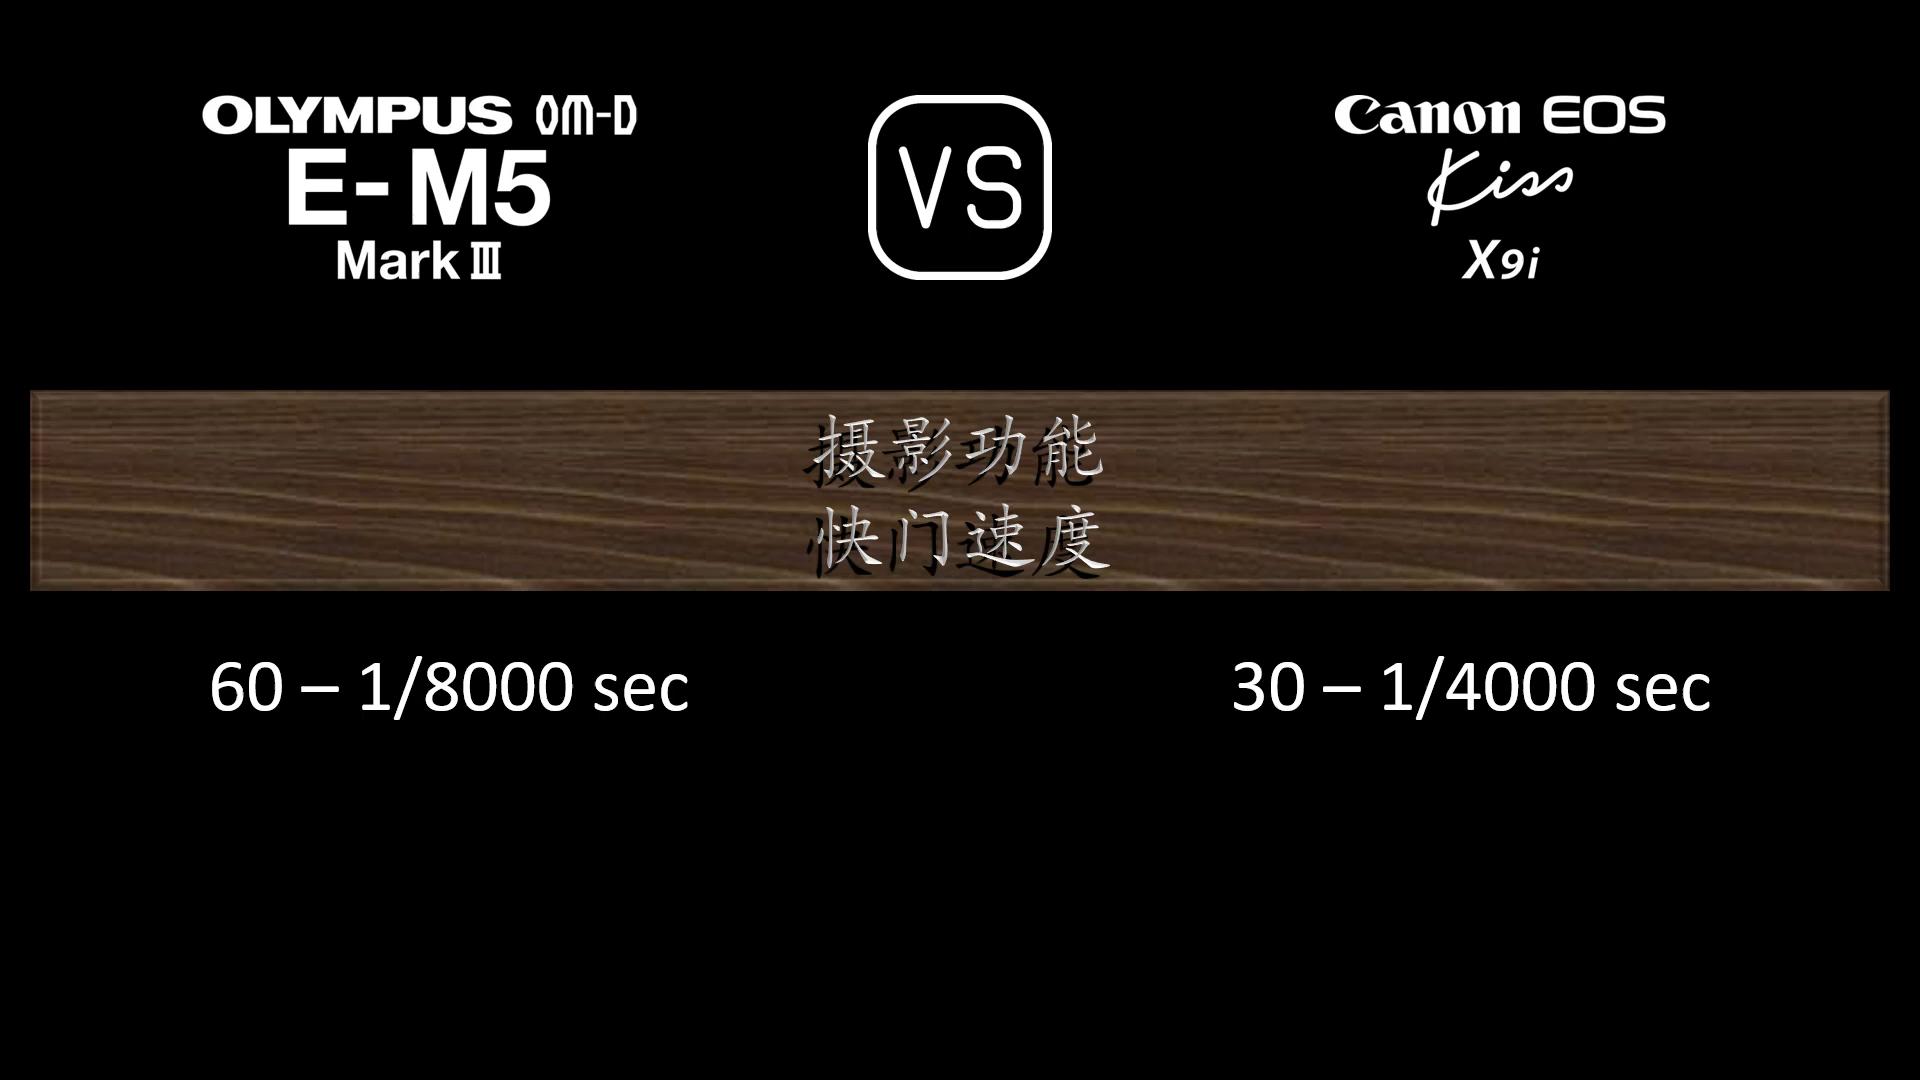 OLYMPUS OM-D
E-M5
Mark III
VS
Canon EOS
Kiss
X9i
摄影功能
快门速度
60 – 1/8000 sec
30 – 1/4000 sec